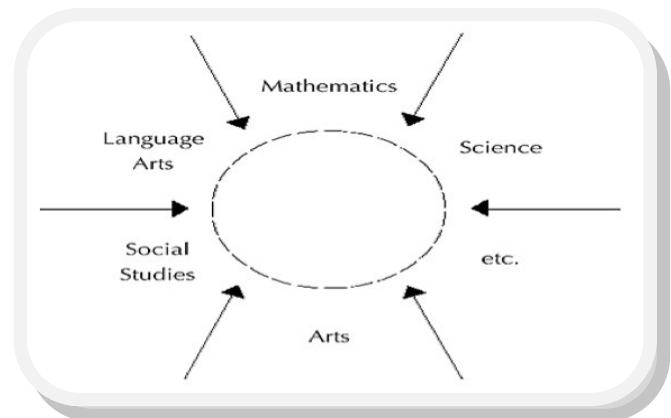 Mathematics
Language
Arts
Science
Social
Studies
etc.
Arts